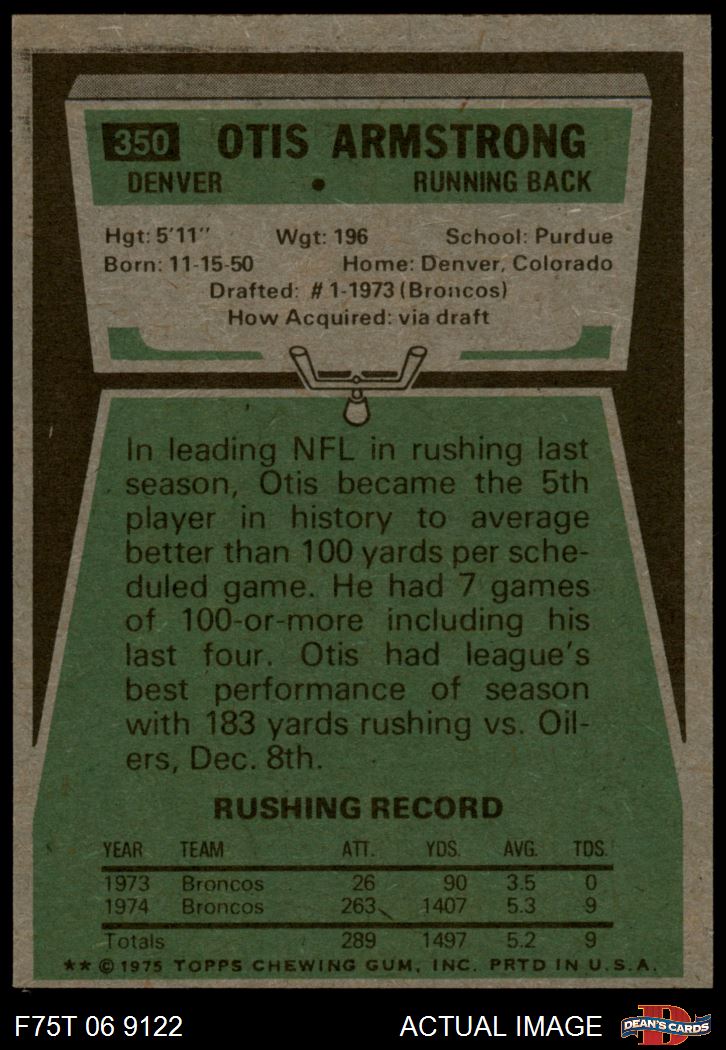 350 OTIS ARMSTRONG
DENVER • RUNNING BACK
Hgt: 5'11" Wgt: 196 School: Purdue
Born: 11-15-50 Home: Denver, Colorado
Drafted: #1-1973 (Broncos)
How Acquired: via draft
In leading NFL in rushing last
season, Otis became the 5th
player in history to average
better than 100 yards per sche-
duled game. He had 7 games
of 100-or-more including his
last four. Otis had league's
best performance of season
with 183 yards rushing vs. Oil-
ers, Dec. 8th.
RUSHING RECORD
YEAR TEAM ATT. YDS. AVG. TDS.
1973 Broncos 26 90 3.5 0
1974 Broncos 263 1407 5.3 9
Totals 289 1497 5.2 9
** © 1975 TOPPS CHEWING GUM, INC. PRTD IN U.S.A.
F75T 06 9122 ACTUAL IMAGE D DEAN'S CARDS